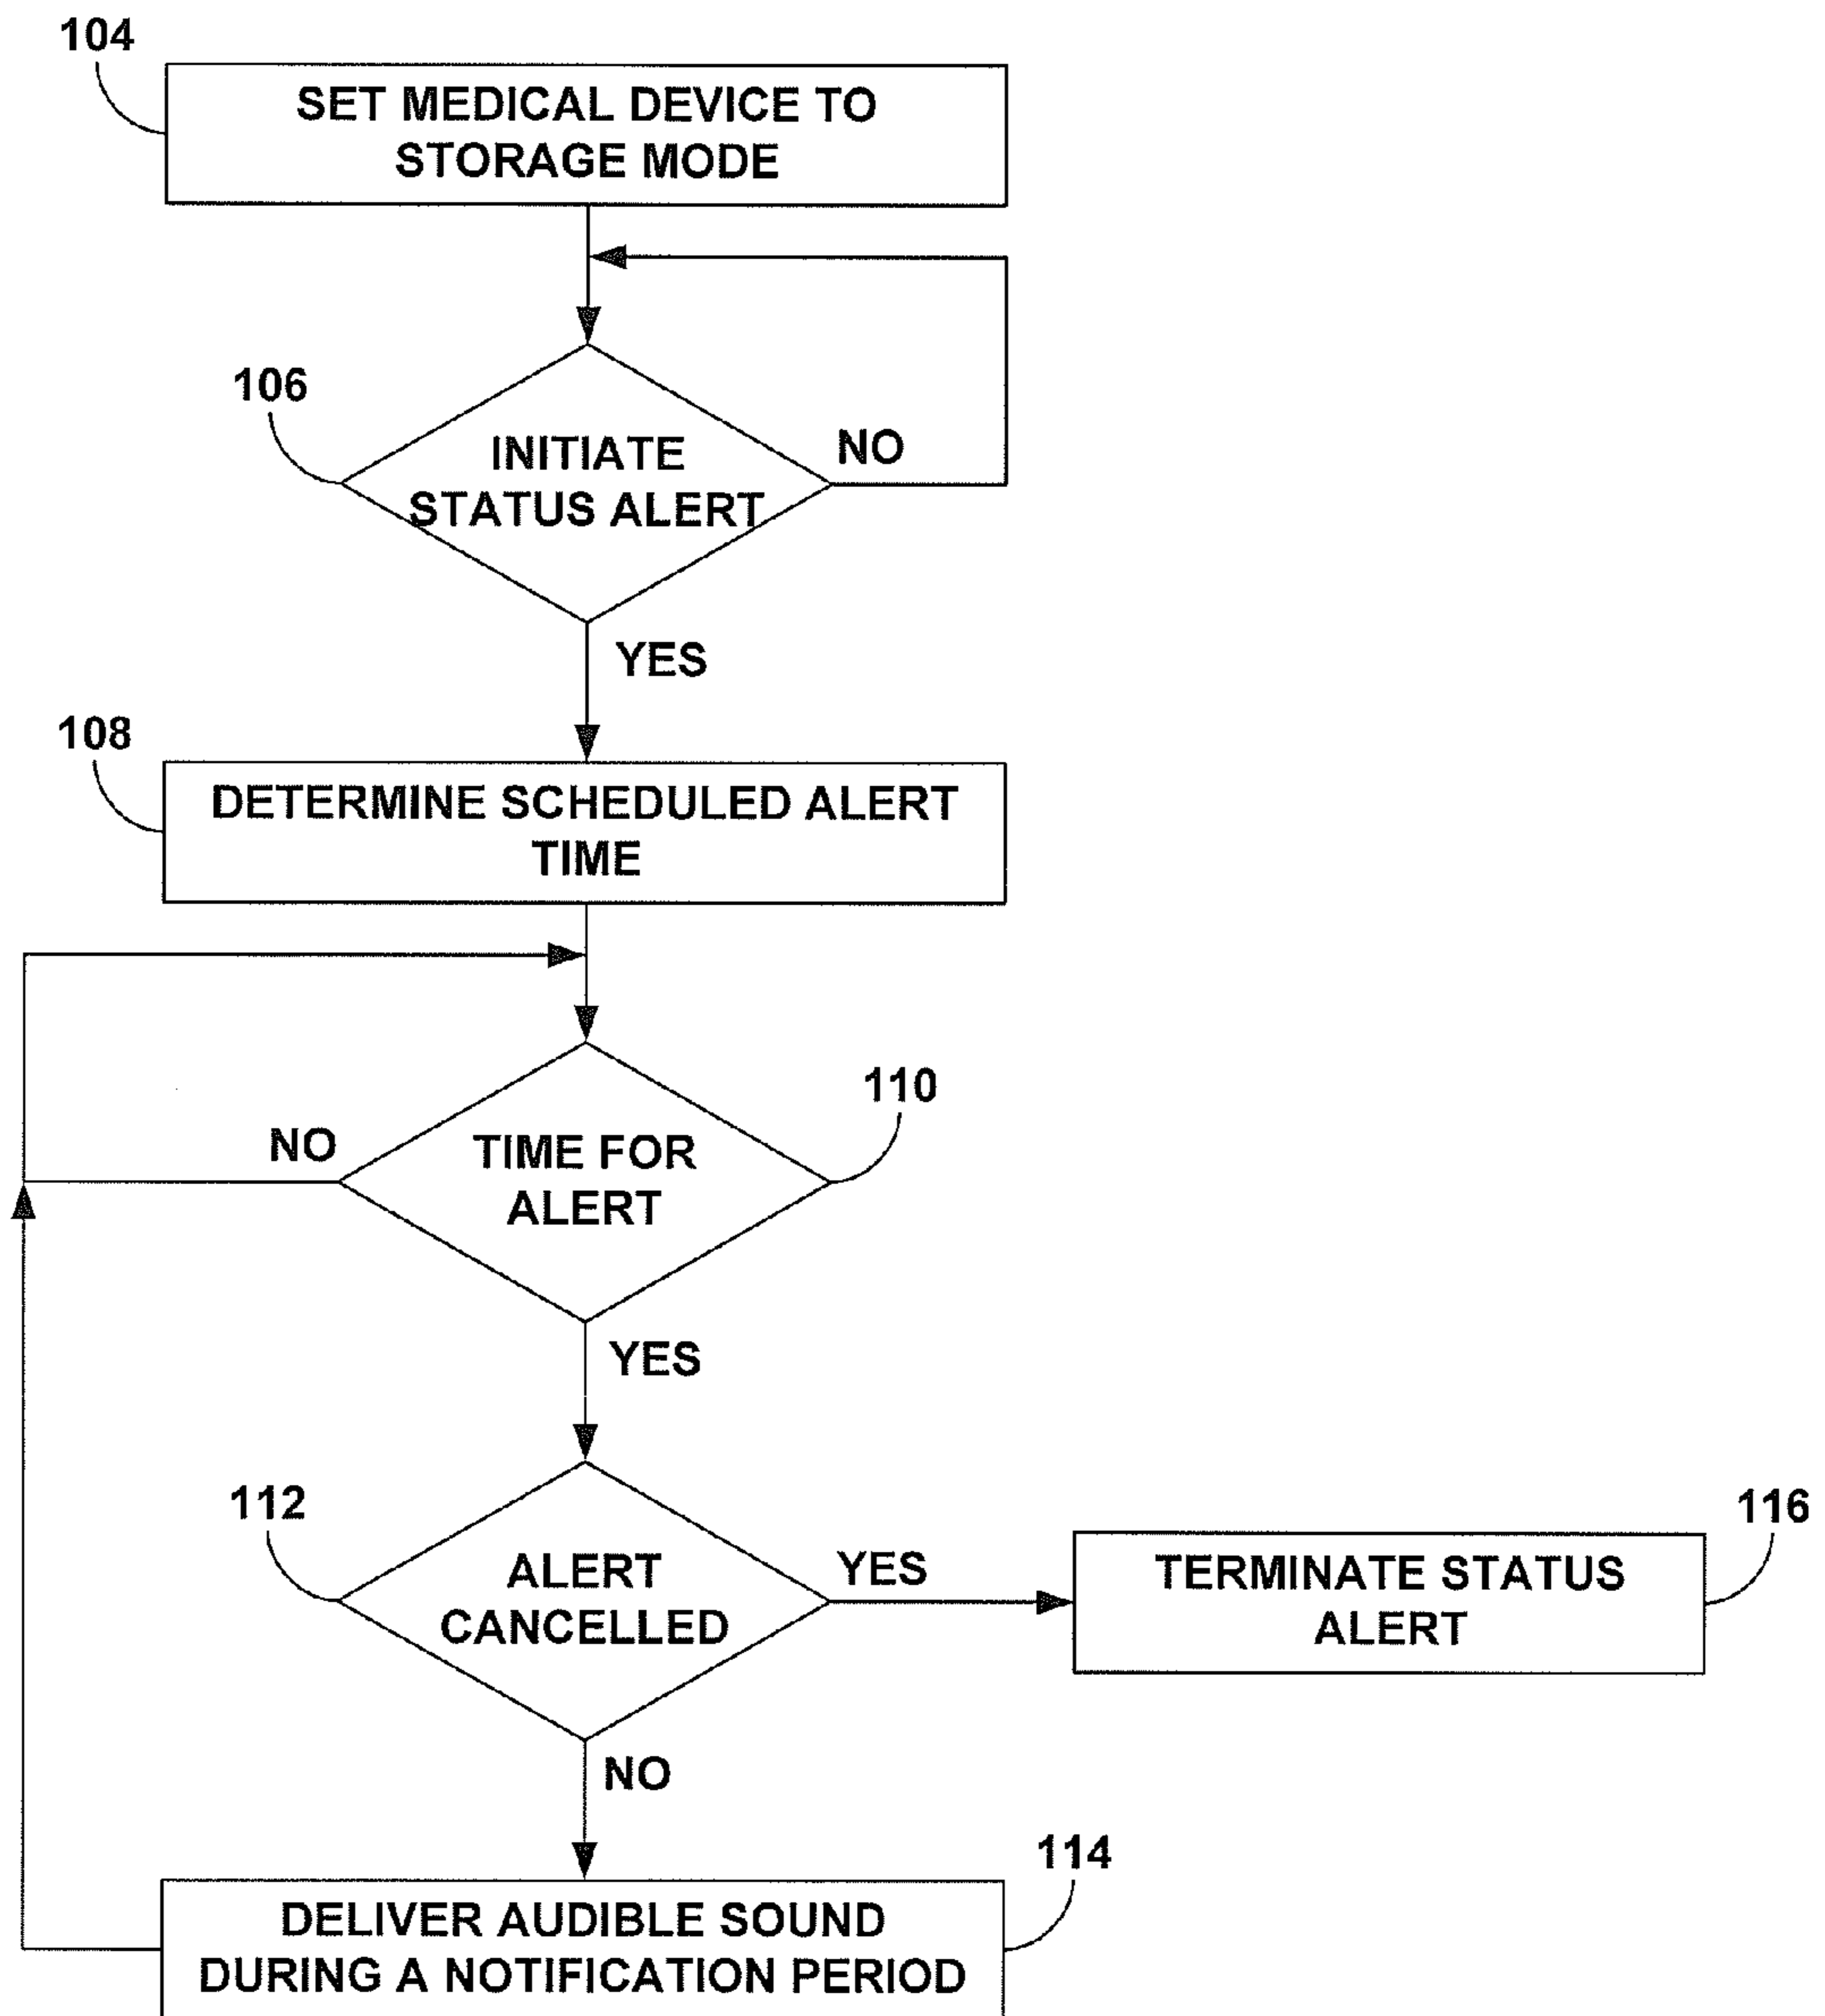 104
SET MEDICAL DEVICE TO
STORAGE MODE
106
INITIATE
STATUS ALERT
NO
YES
108
DETERMINE SCHEDULED ALERT
TIME
110
NO
TIME FOR
ALERT
YES
112
ALERT
CANCELLED
YES
116
TERMINATE STATUS
ALERT
NO
114
DELIVER AUDIBLE SOUND
DURING A NOTIFICATION PERIOD